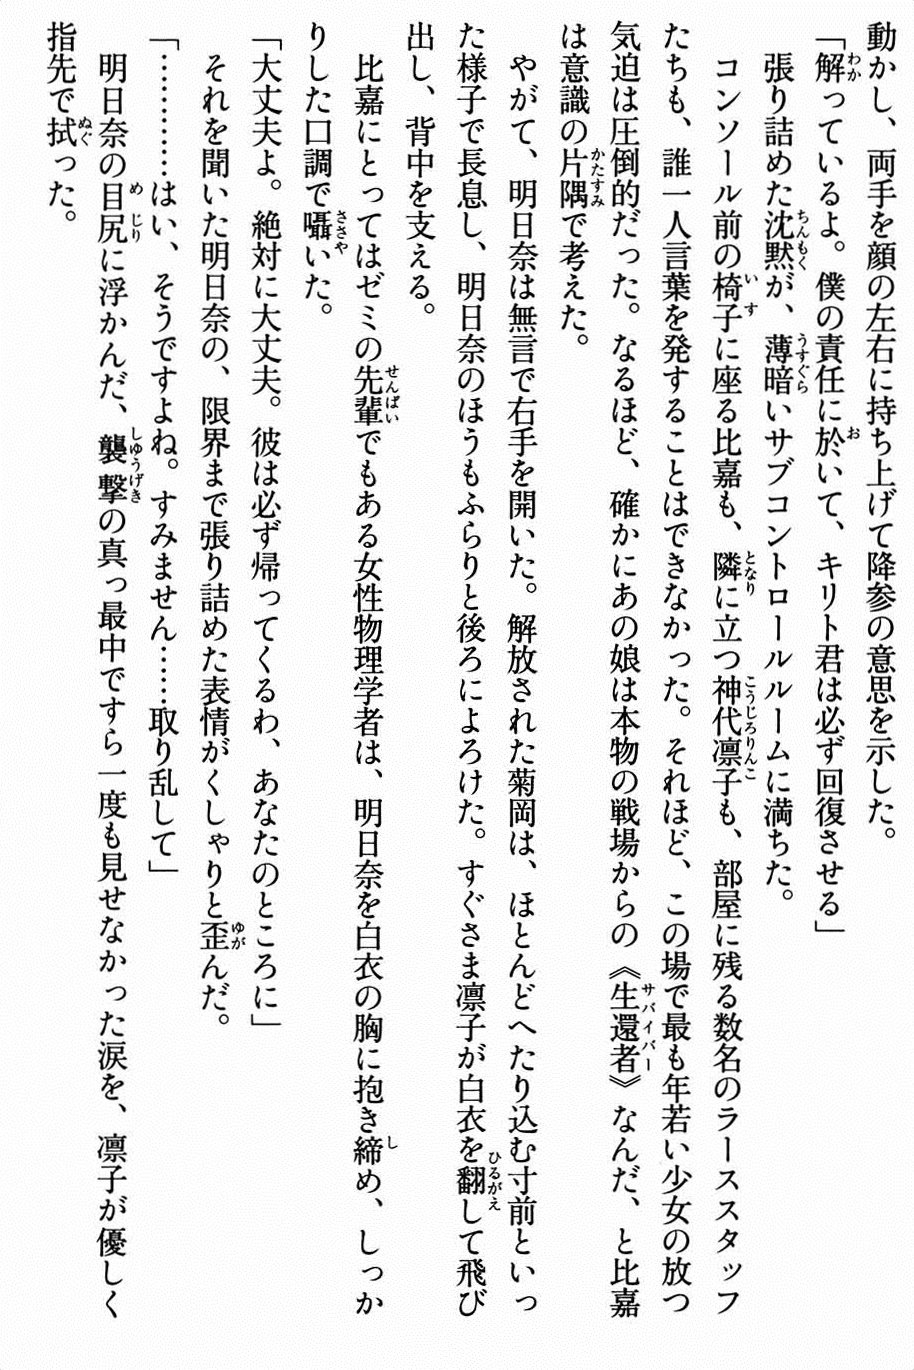 動かし、両手を顔の左右に持ち上げて降参の意思を示した。
「解っているよ。僕の責任に於いて、キリト君は必ず回復させる」
張り詰めた沈黙が、薄暗いサブコントロールルームに満ちた。
コンソール前の椅子に座る比嘉も、隣に立つ神代凛子も、部屋に残る数名のラーススタッフ
たちも、誰一人言葉を発することはできなかった。それほど、この場で最も年若い少女の放つ
気迫は圧倒的だった。なるほど、確かにあの娘は本物の戦場からの《生還者》なんだ、と比嘉
は意識の片隅で考えた。
やがて、明日奈は無言で右手を開いた。解放された菊岡は、ほとんどへたり込む寸前といっ
た様子で長息し、明日奈のほうもふらりと後ろによろけた。すぐさま凛子が白衣を翻して飛び
出し、背中を支える。
比嘉にとってはゼミの先輩でもある女性物理学者は、明日奈を白衣の胸に抱き締め、しっか
りした口調で囁いた。
「大丈夫よ。絶対に大丈夫。彼は必ず帰ってくるわ、あなたのところに」
それを聞いた明日奈の、限界まで張り詰めた表情がくしゃりと歪んだ。
「…………はい、そうですよね。すみません……取り乱して」
明日奈の目尻に浮かんだ、襲撃の真っ最中ですら一度も見せなかった涙を、凛子が優しく
指先で拭った。